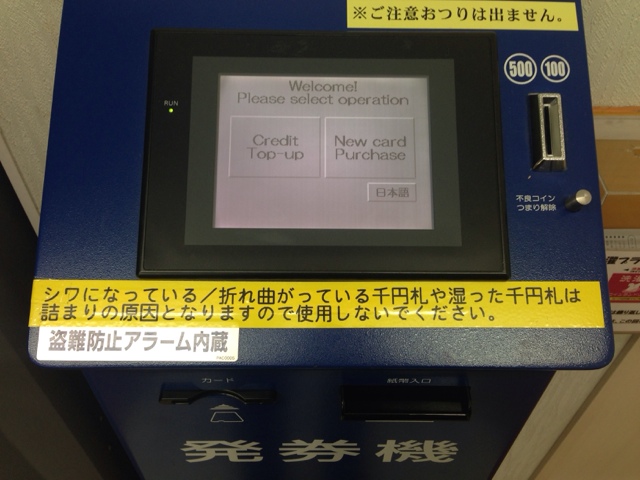 ※ご注意おつりは出ません。
500 100
RUN
Welcome!
Please select operation
Credit
Top-up
New card
Purchase
日本語
不良コイン
つまり解除
シワになっている/折れ曲がっている千円札や湿った千円札は
詰まりの原因となりますので使用しないでください。
盗難防止アラーム内蔵
カード
紙幣入口
発券機